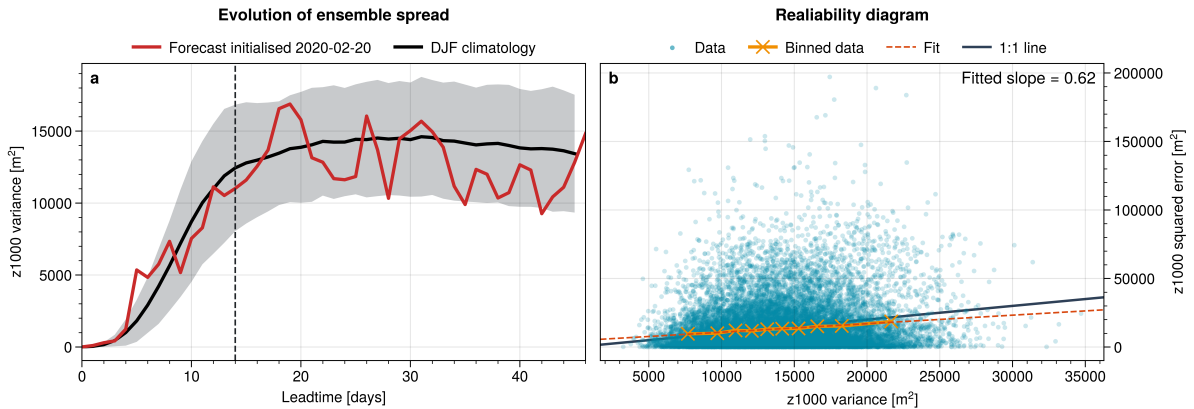 Evolution of ensemble spread
Forecast initialised 2020-02-20
DJF climatology
a
15000
10000
5000
0
z1000 variance [m²]
0
10
20
30
40
Leadtime [days]
Realiability diagram
Data
Binned data
Fit
1:1 line
b
Fitted slope = 0.62
200000
150000
100000
50000
0
z1000 squared error [m²]
5000
10000
15000
20000
25000
30000
35000
z1000 variance [m²]